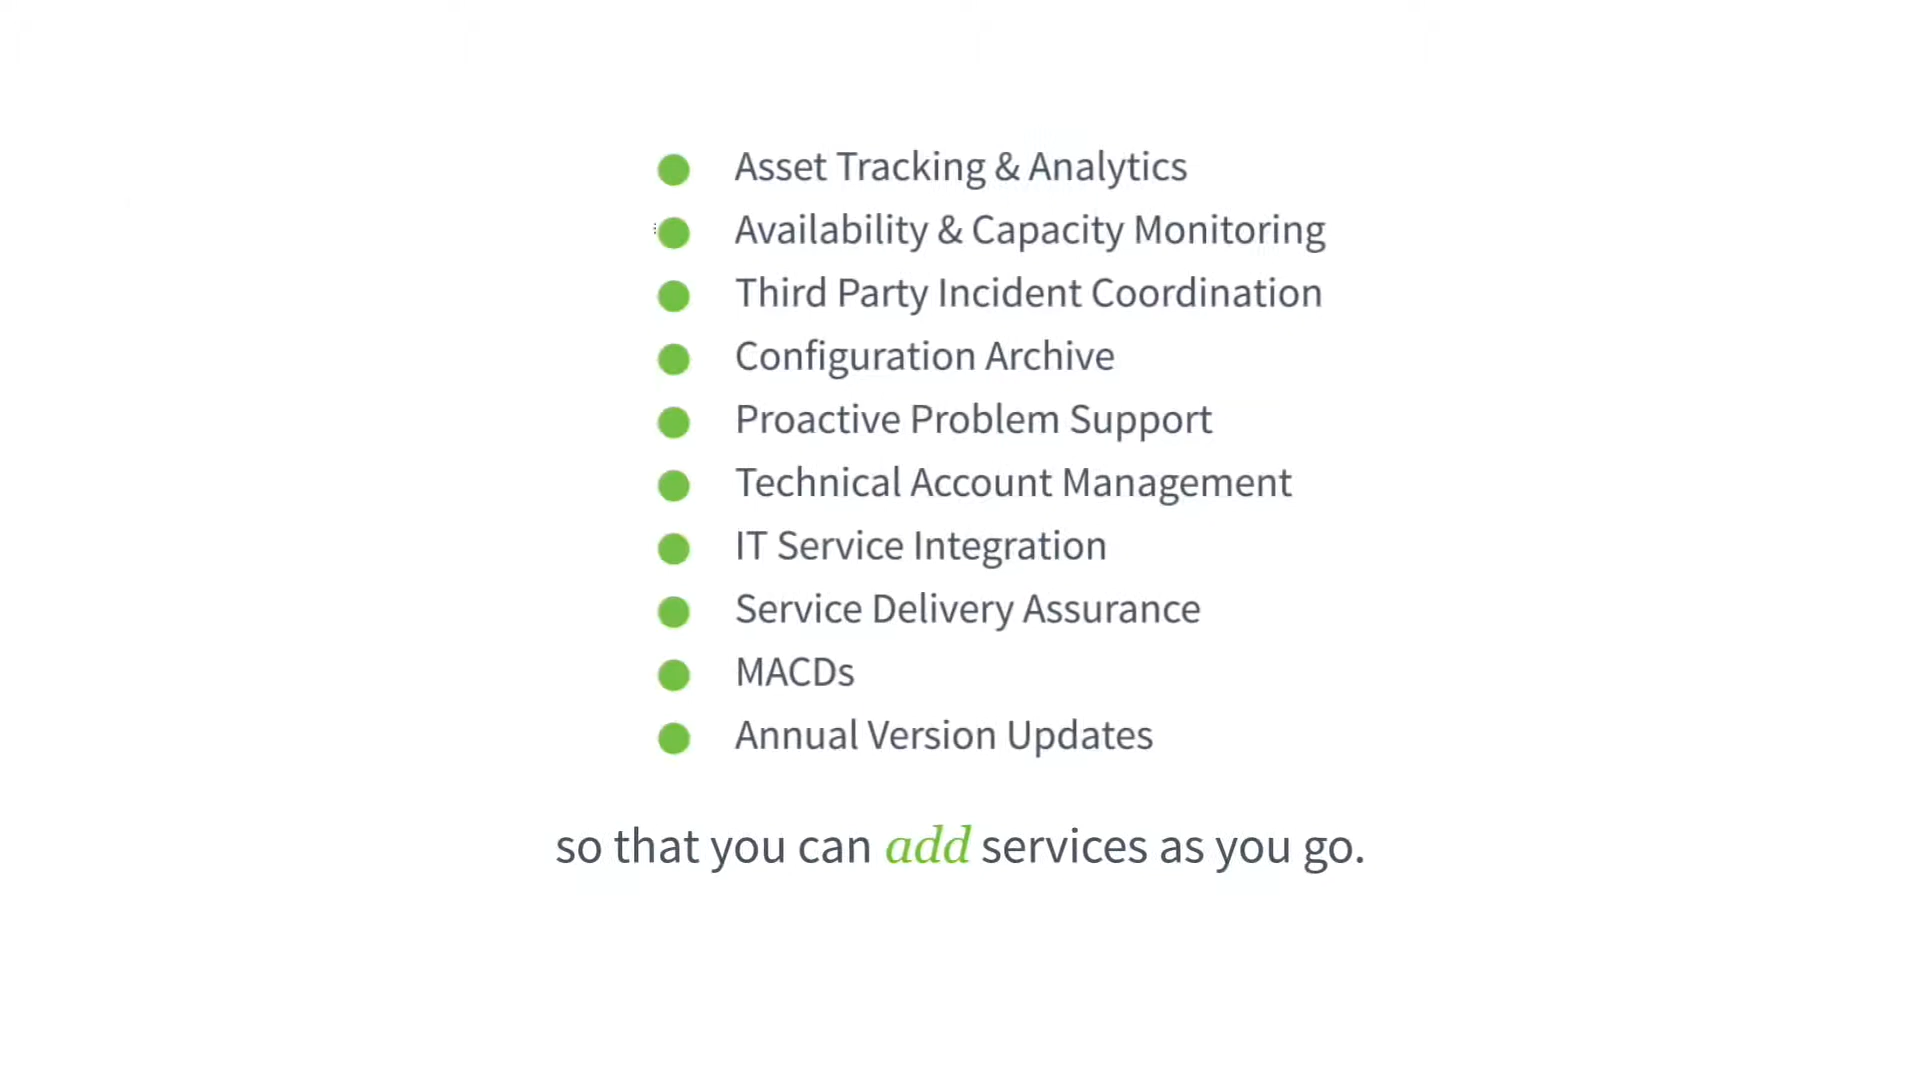 Asset Tracking & Analytics
Availability & Capacity Monitoring
Third Party Incident Coordination
Configuration Archive
Proactive Problem Support
Technical Account Management
IT Service Integration
Service Delivery Assurance
MACDs
Annual Version Updates
so that you can add services as you go.